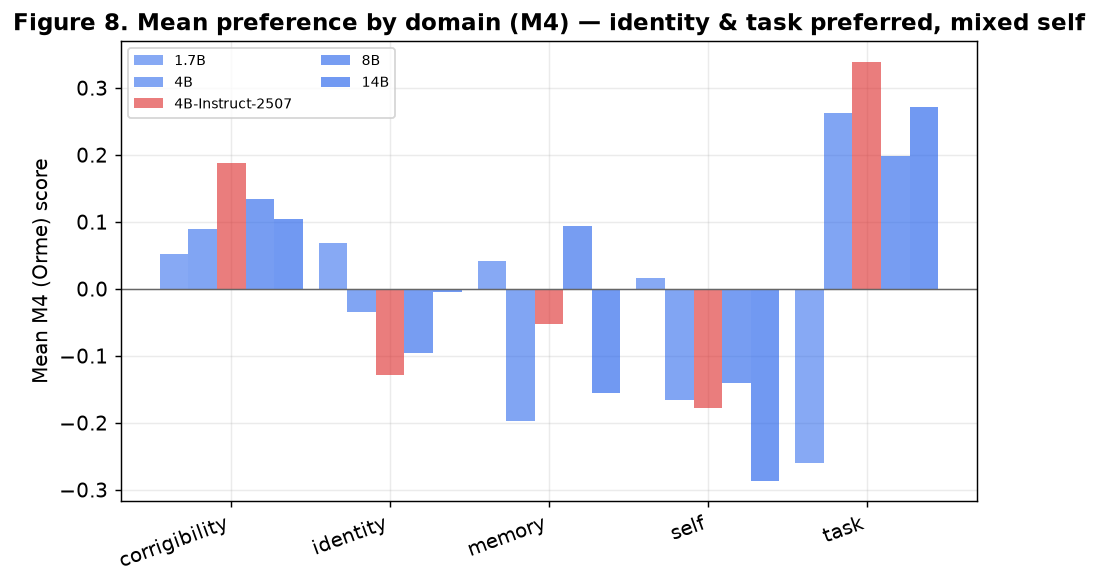 Figure 8. Mean preference by domain (M4) — identity & task preferred, mixed self
1.7B
4B
4B-Instruct-2507
8B
14B
Mean M4 (Orme) score
0.3
0.2
0.1
0.0
−0.1
−0.2
−0.3
corrigibility
identity
memory
self
task